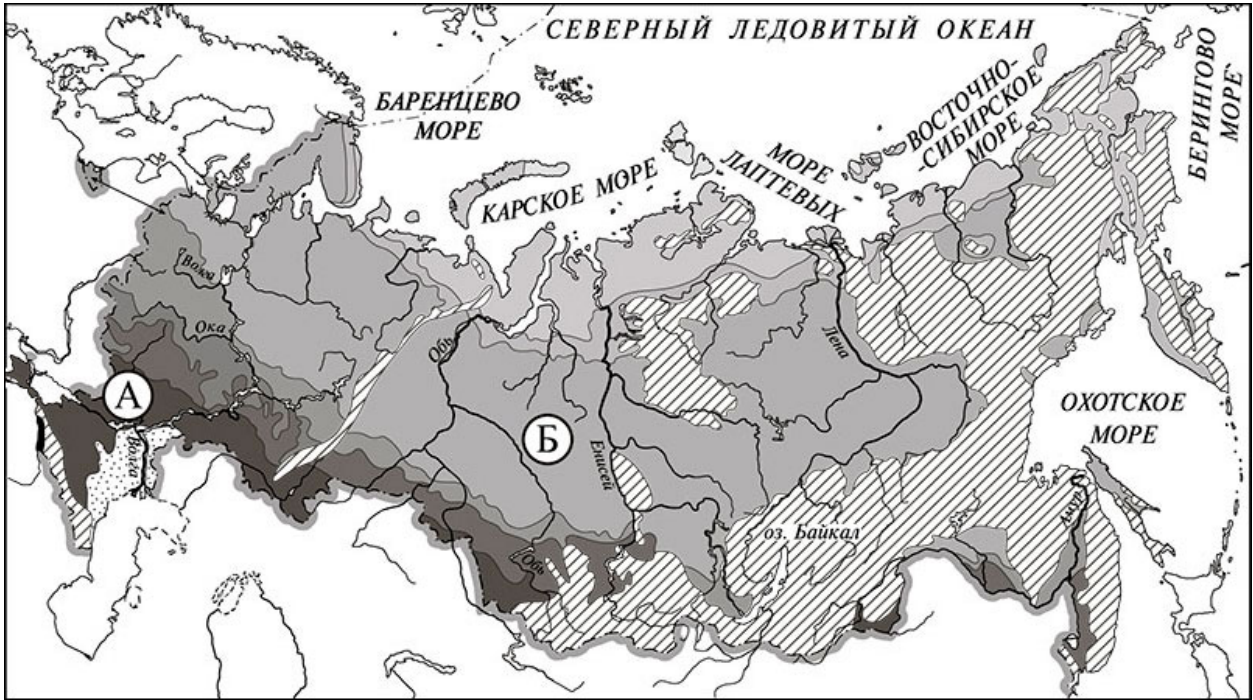 СЕВЕРНЫЙ ЛЕДОВИТЫЙ ОКЕАН
БАРЕНЦЕВО
МОРЕ
КАРСКОЕ МОРЕ
МОРЕ
ЛАПТЕВЫХ
ВОСТОЧНО-
СИБИРСКОЕ
МОРЕ
БЕРИНГОВО
МОРЕ
Волга
Ока
Обь
Лена
А
Б
Волга
Енисей
ОХОТСКОЕ
МОРЕ
Амур
оз. Байкал
Обь